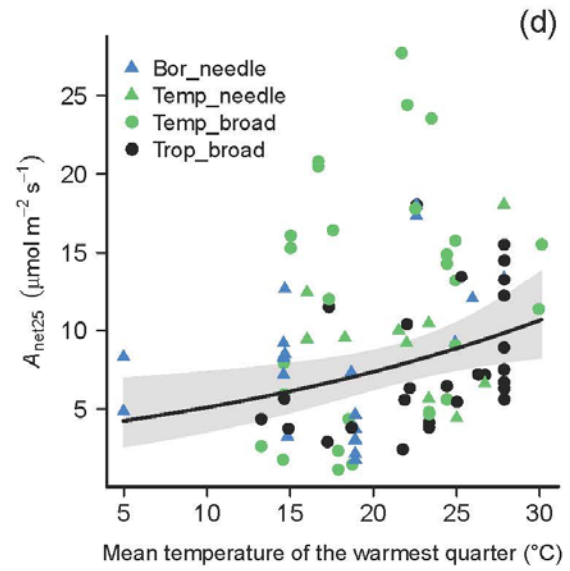 (d)
Bor_needle
Temp_needle
Temp_broad
Trop_broad
25
20
15
10
5
A_net25 (μmol m⁻² s⁻¹)
5 10 15 20 25 30
Mean temperature of the warmest quarter (°C)